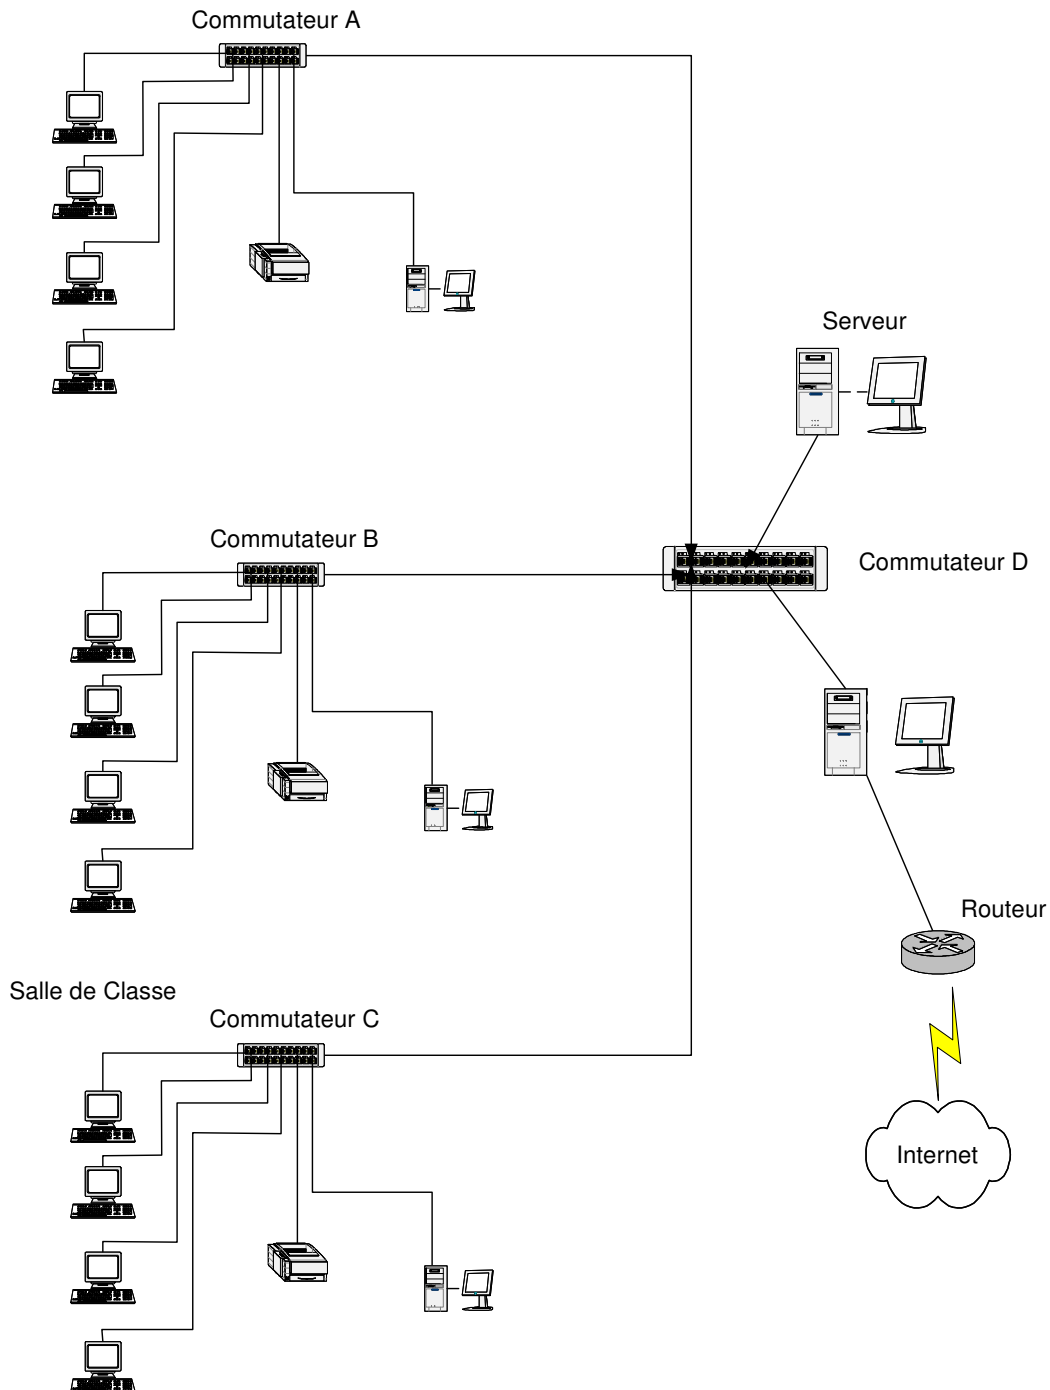 Commutateur A
Serveur
Commutateur B
Commutateur D
Routeur
Salle de Classe
Commutateur C
Internet